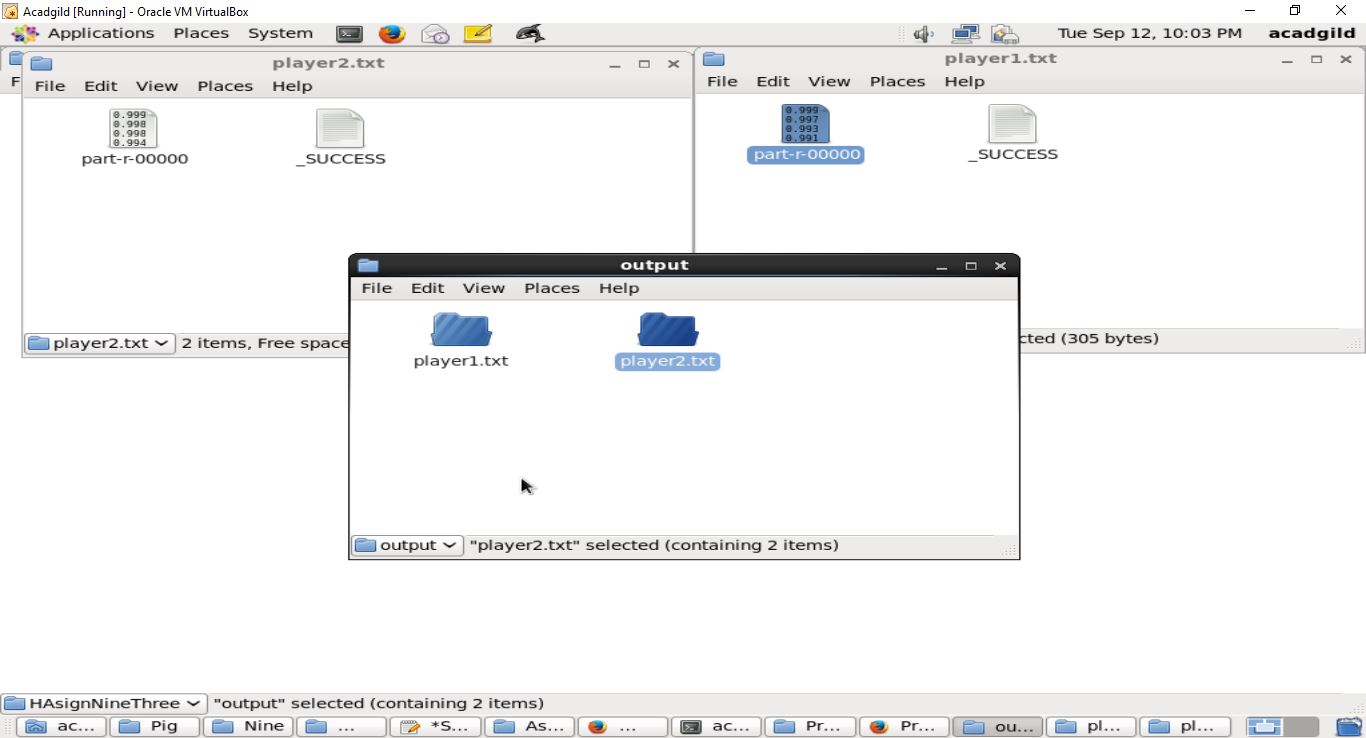 Acadgild [Running] - Oracle VM VirtualBox
Applications Places System Tue Sep 12, 10:03 PM acadgild
F
player2.txt
File Edit View Places Help
0.999
0.998
0.998
0.994
part-r-00000
_SUCCESS
player2.txt 2 items, Free space
player1.txt
File Edit View Places Help
0.999
0.997
0.993
0.991
part-r-00000
_SUCCESS
cted (305 bytes)
output
File Edit View Places Help
player1.txt
player2.txt
output "player2.txt" selected (containing 2 items)
HAsignNineThree "output" selected (containing 2 items)
ac... Pig Nine ... *S... As... ... ac... Pr... Pr... ou... pl... pl...